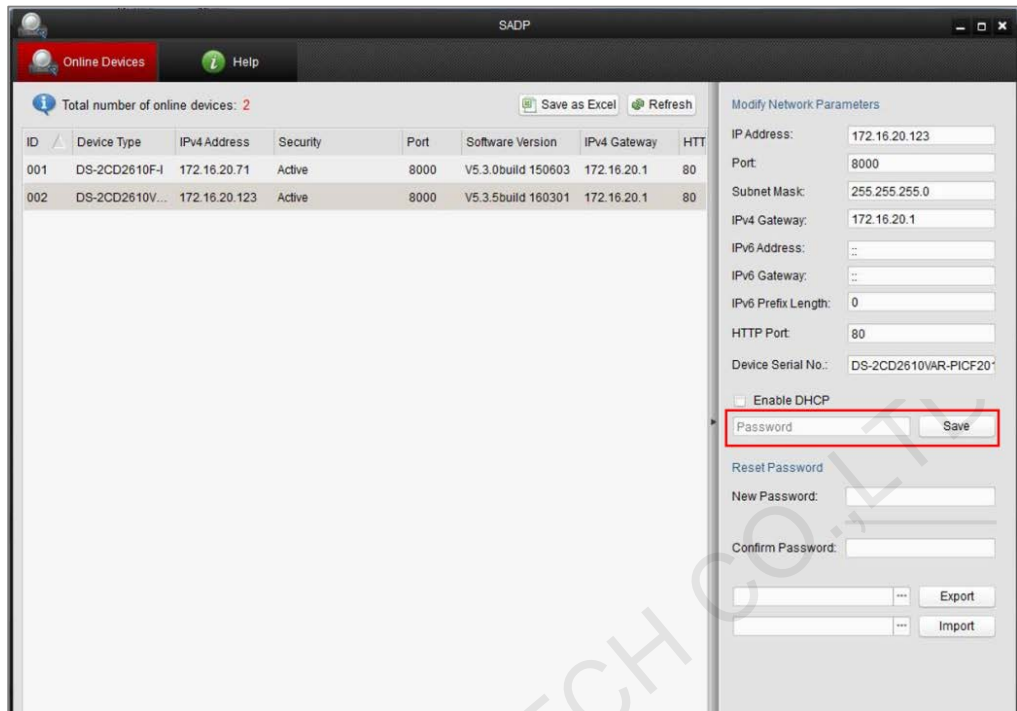 SADP
Online Devices
Help
Total number of online devices: 2
Save as Excel
Refresh
ID Device Type IPv4 Address Security Port Software Version IPv4 Gateway HTT
001 DS-2CD2610F-I 172.16.20.71 Active 8000 V5.3.0build 150603 172.16.20.1 80
002 DS-2CD2610V... 172.16.20.123 Active 8000 V5.3.5build 160301 172.16.20.1 80
Modify Network Parameters
IP Address: 172.16.20.123
Port: 8000
Subnet Mask: 255.255.255.0
IPv4 Gateway: 172.16.20.1
IPv6 Address: ::
IPv6 Gateway: ::
IPv6 Prefix Length: 0
HTTP Port: 80
Device Serial No.: DS-2CD2610VAR-PICF201
Enable DHCP
Password Save
Reset Password
New Password:
Confirm Password:
... Export
... Import
TECH CO.,LTD